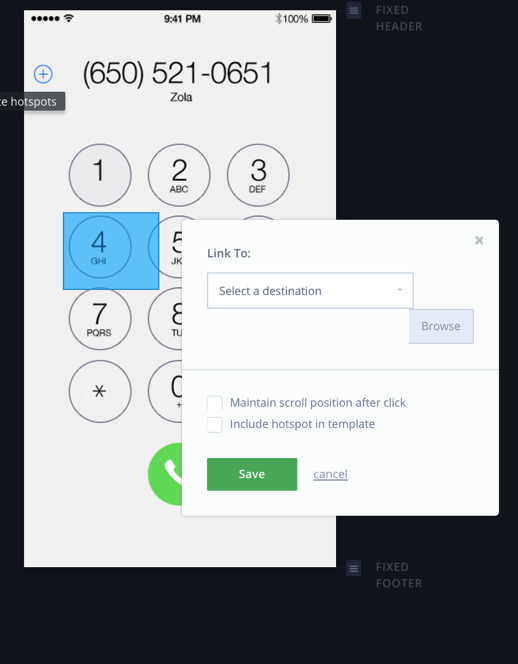 9:41 PM
100%
FIXED
HEADER
(650) 521-0651
Zola
te hotspots
1
2
ABC
3
DEF
4
GHI
5
JK
7
PQRS
8
TU
*
0
+
Link To:
Select a destination
Browse
Maintain scroll position after click
Include hotspot in template
Save
cancel
FIXED
FOOTER